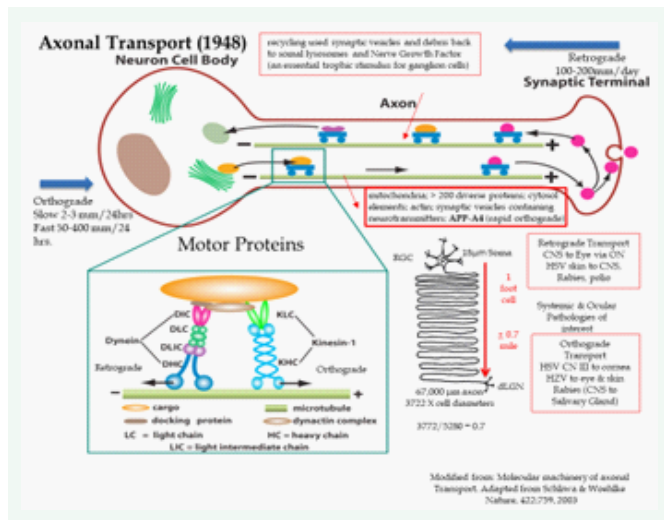 Axonal Transport (1948)
Neuron Cell Body
recycling used synaptic vesicles and debris back
to somal lysosomes and Nerve Growth Factor
(an essential trophic stimulus for ganglion cells)
Retrograde
100-200mm/day
Synaptic Terminal
Axon
−
+
−
+
Orthograde
Slow 2-3 mm/24hrs
Fast 50-400 mm/24
hrs.
mitochondria; > 200 diverse proteins; cytosol
elements; actin; synaptic vesicles containing
neurotransmitters; APP-A4 (rapid orthograde)
Motor Proteins
DIC
DLC
DLIC
DHC
Dynein
KLC
KHC
Kinesin-1
Retrograde
Orthograde
−
+
cargo
microtubule
docking protein
dynactin complex
LC = light chain
HC = heavy chain
LIC = light intermediate chain
RGC
Soma
1
foot
cell
± 0.7
mile
dLGN
67,000 µm axon
3722 X cell diameters
3772/5280 = 0.7
Retrograde Transport
CNS to Eye via ON
HSV skin to CNS,
Rabies, polio
Systemic & Ocular
Pathologies of
interest
Orthograde
Transport
HSV CN III to cornea
HZV to eye & skin
Rabies (CNS to
Salivary Gland)
Modified from: Molecular machinery of axonal
Transport. Adapted from Schliwa & Woehlke
Nature, 422:759, 2003